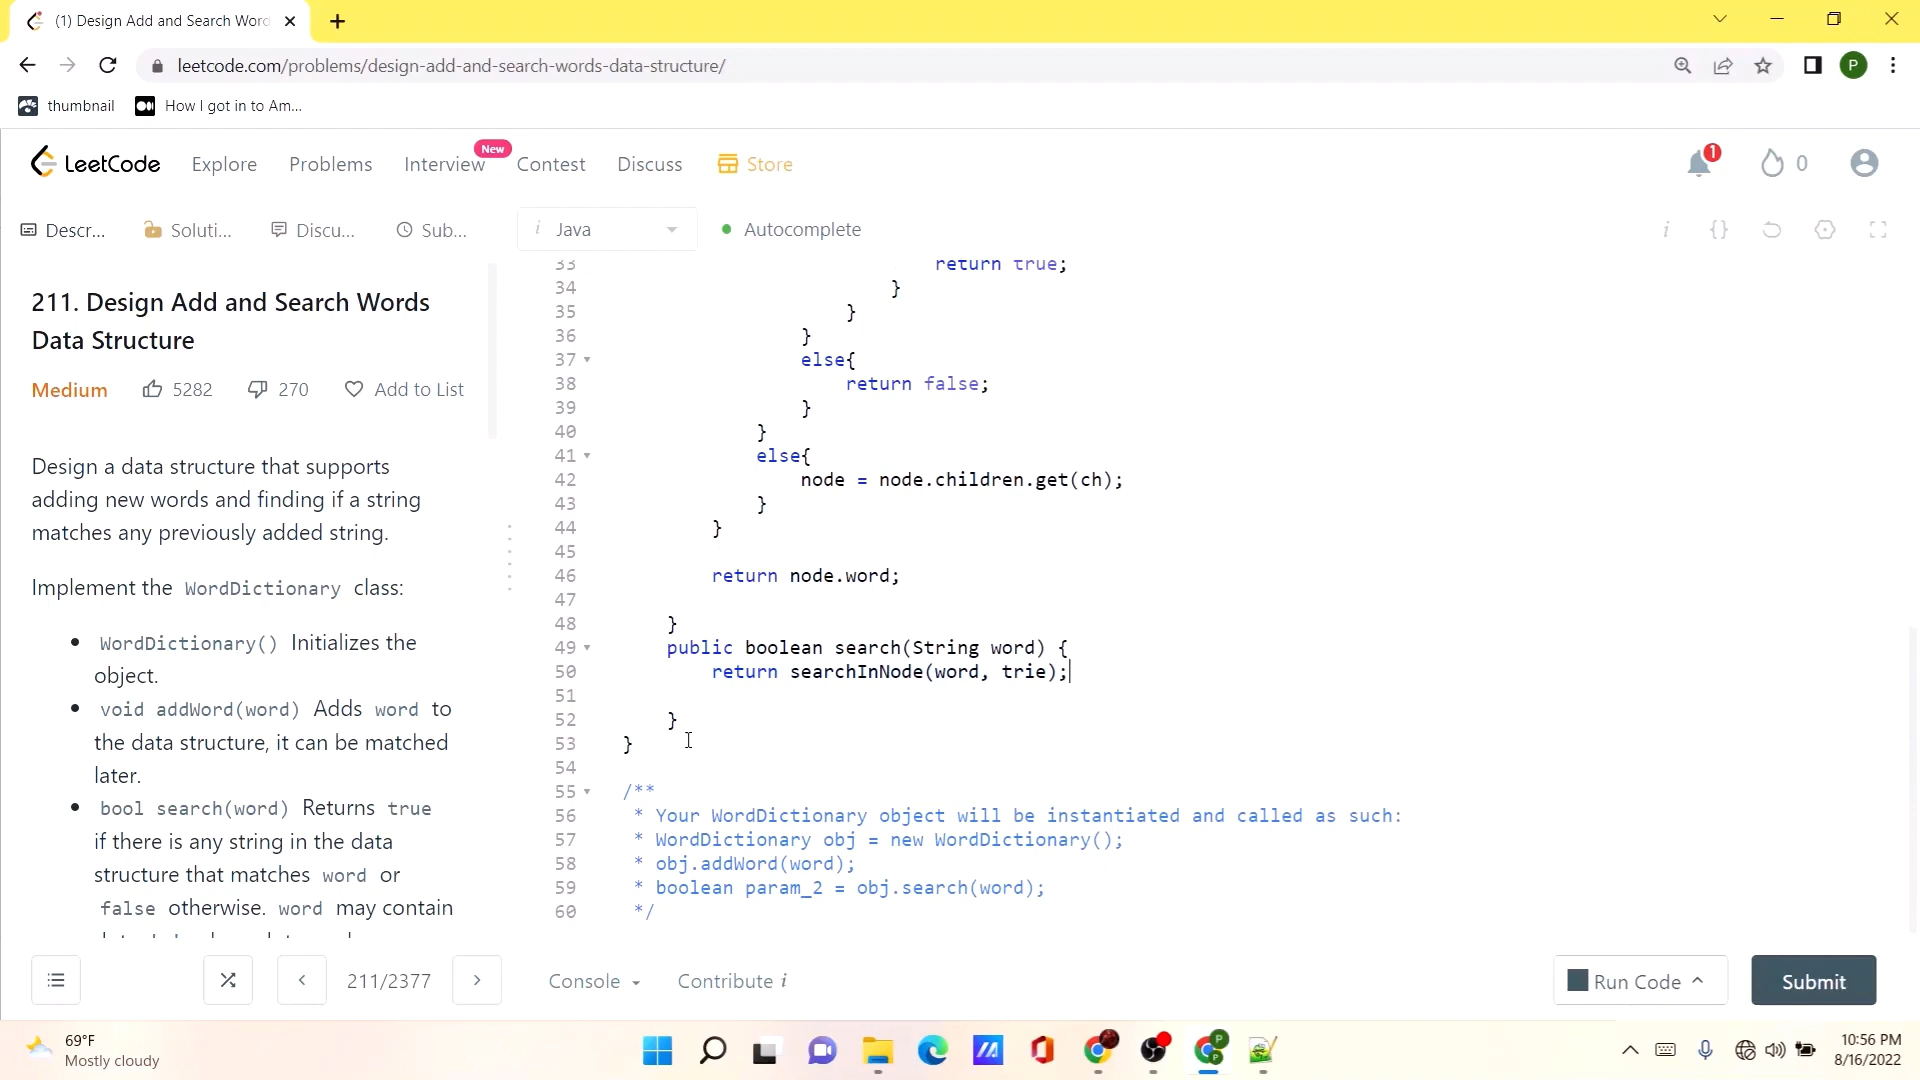 (1) Design Add and Search Word
leetcode.com/problems/design-add-and-search-words-data-structure/
P
thumbnail
How I got in to Am...
LeetCode
Explore
Problems
Interview
New
Contest
Discuss
Store
1
0
Descr...
Soluti...
Discu...
Sub...
i Java
Autocomplete
i {}
211. Design Add and Search Words
Data Structure
Medium
5282
270
Add to List
Design a data structure that supports
adding new words and finding if a string
matches any previously added string.
Implement the WordDictionary class:
• WordDictionary() Initializes the
object.
• void addWord(word) Adds word to
the data structure, it can be matched
later.
• bool search(word) Returns true
if there is any string in the data
structure that matches word or
false otherwise. word may contain
33 return true;
34 }
35 }
36 }
37 else{
38 return false;
39 }
40 }
41 else{
42 node = node.children.get(ch);
43 }
44 }
45
46 return node.word;
47
48 }
49 public boolean search(String word) {
50 return searchInNode(word, trie);
51
52 }
53 }
54
55 /**
56 * Your WordDictionary object will be instantiated and called as such:
57 * WordDictionary obj = new WordDictionary();
58 * obj.addWord(word);
59 * boolean param_2 = obj.search(word);
60 */
211/2377
Console
Contribute i
Run Code
Submit
69°F
Mostly cloudy
10:56 PM
8/16/2022